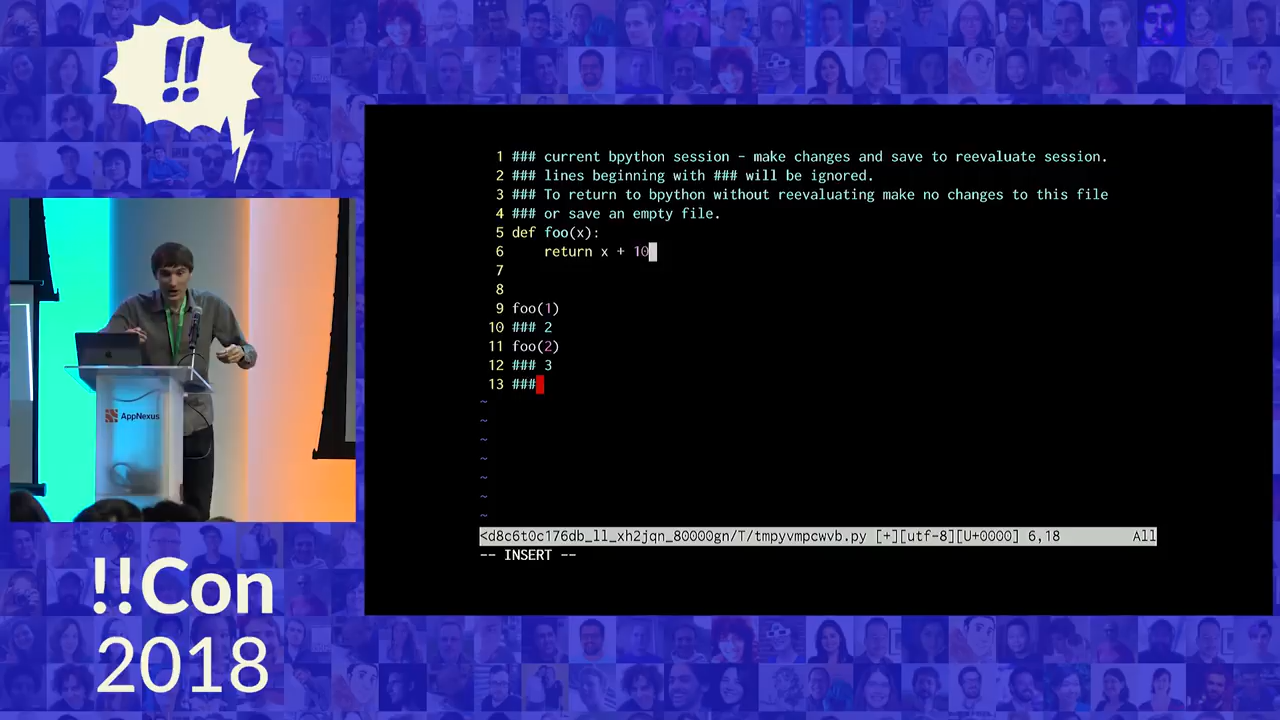 !!
1 ### current bpython session - make changes and save to reevaluate session.
2 ### lines beginning with ### will be ignored.
3 ### To return to bpython without reevaluating make no changes to this file
4 ### or save an empty file.
5 def foo(x):
6 return x + 10
7
8
9 foo(1)
10 ### 2
11 foo(2)
12 ### 3
13 ###
~
~
~
~
~
~
~
<d8c6t0c176db_ll_xh2jqn_80000gn/T/tmpyvmpcwvb.py [+][utf-8][U+0000] 6,18 All
-- INSERT --
AppNexus
!!Con
2018